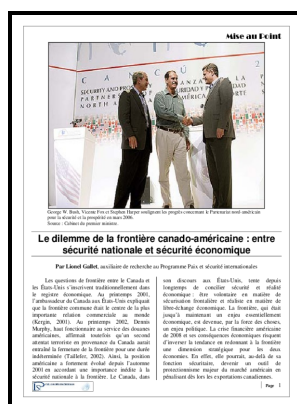 Mise au Point
CANCÚN
SECURITY AND PRO
PARTNERS
NORTH A
George W. Bush, Vicente Fox et Stephen Harper soulignent les progrès concernant le Partenariat nord-américain
pour la sécurité et la prospérité en mars 2006.
Source : Cabinet du premier ministre.
Le dilemme de la frontière canado-américaine : entre
sécurité nationale et sécurité économique
Par Lionel Gallet, auxiliaire de recherche au Programme Paix et sécurité internationales
Les questions de frontière entre le Canada et
les États-Unis s'inscrivent traditionnellement dans
le registre économique. Au printemps 2001,
l'ambassadeur du Canada aux États-Unis expliquait
que la frontière commune était le centre de la plus
importante relation commerciale au monde
(Kergin, 2001). Au printemps 2002, Dennis
Murphy, haut fonctionnaire au service des douanes
américaines, affirmait toutefois qu'un second
attentat terroriste en provenance du Canada aurait
entraîné la fermeture de la frontière pour une durée
indéterminée (Taillefer, 2002). Ainsi, la position
américaine a fortement évolué depuis l'automne
2001 en accordant une importance inédite à la
sécurité nationale à la frontière. Le Canada, dans
son discours aux États-Unis, tente depuis
longtemps de concilier sécurité et réalité
économique : être volontaire en matière de
sécurisation frontalière et réaliste en matière de
libre-échange économique. La frontière, qui était
jusqu'à maintenant un enjeu essentiellement
économique, est devenue, par la force des choses,
un enjeu politique. La crise financière américaine
de 2008 et ses conséquences économiques risquent
d'inverser la tendance en redonnant à la frontière
une dimension stratégique pour les deux
économies. En effet, elle pourrait, au-delà de sa
fonction sécuritaire, devenir un outil de
protectionnisme majeur du marché américain en
pénalisant dès lors les exportations canadiennes.
Page 1